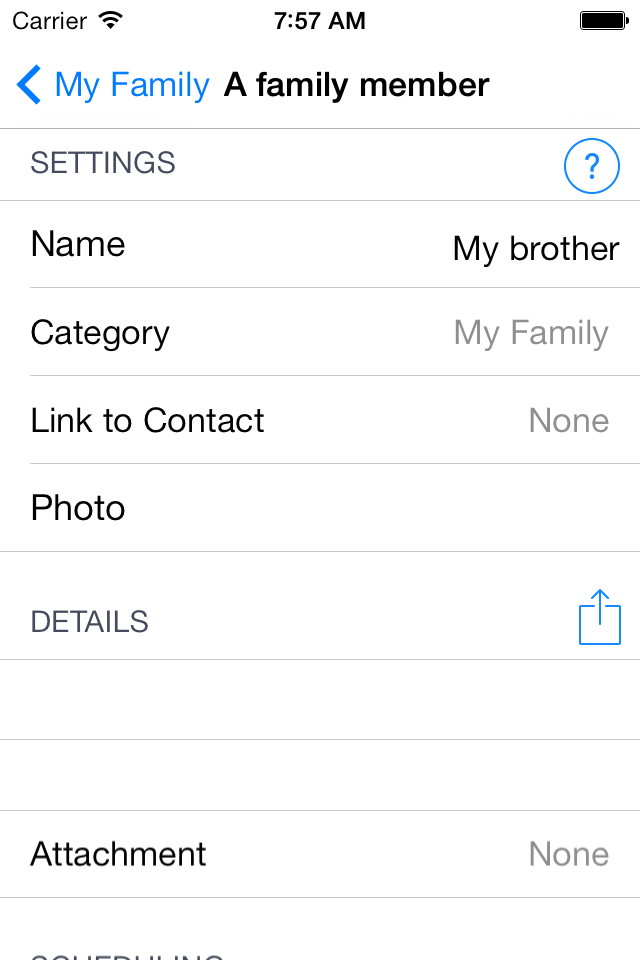 Carrier 7:57 AM
My Family A family member
SETTINGS ?
Name My brother
Category My Family
Link to Contact None
Photo
DETAILS
Attachment None
SCHEDULING